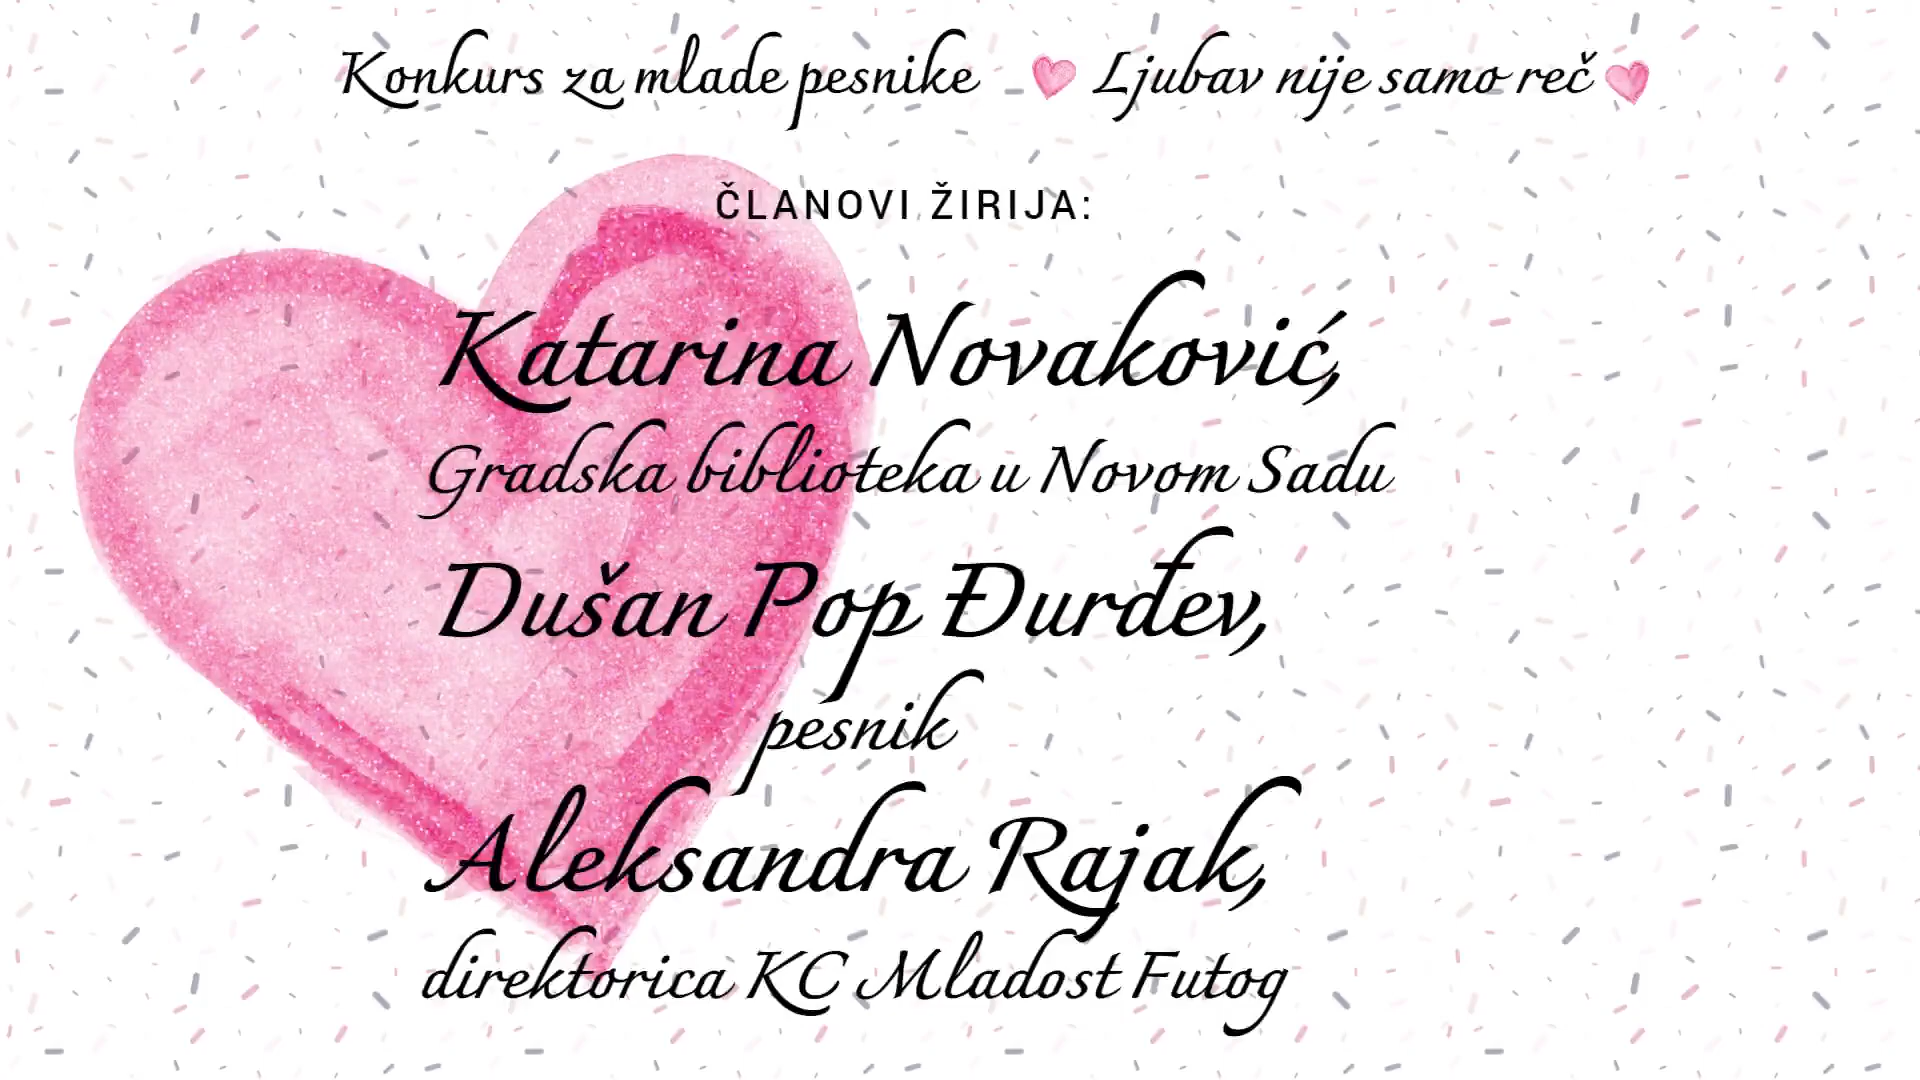 Konkurs za mlade pesnike Ljubav nije samo reč
ČLANOVI ŽIRIJA:
Katarina Novaković,
Gradska biblioteka u Novom Sadu
Dušan Pop Đurđev,
pesnik
Aleksandra Rajak,
direktorica KC Mladost Futog